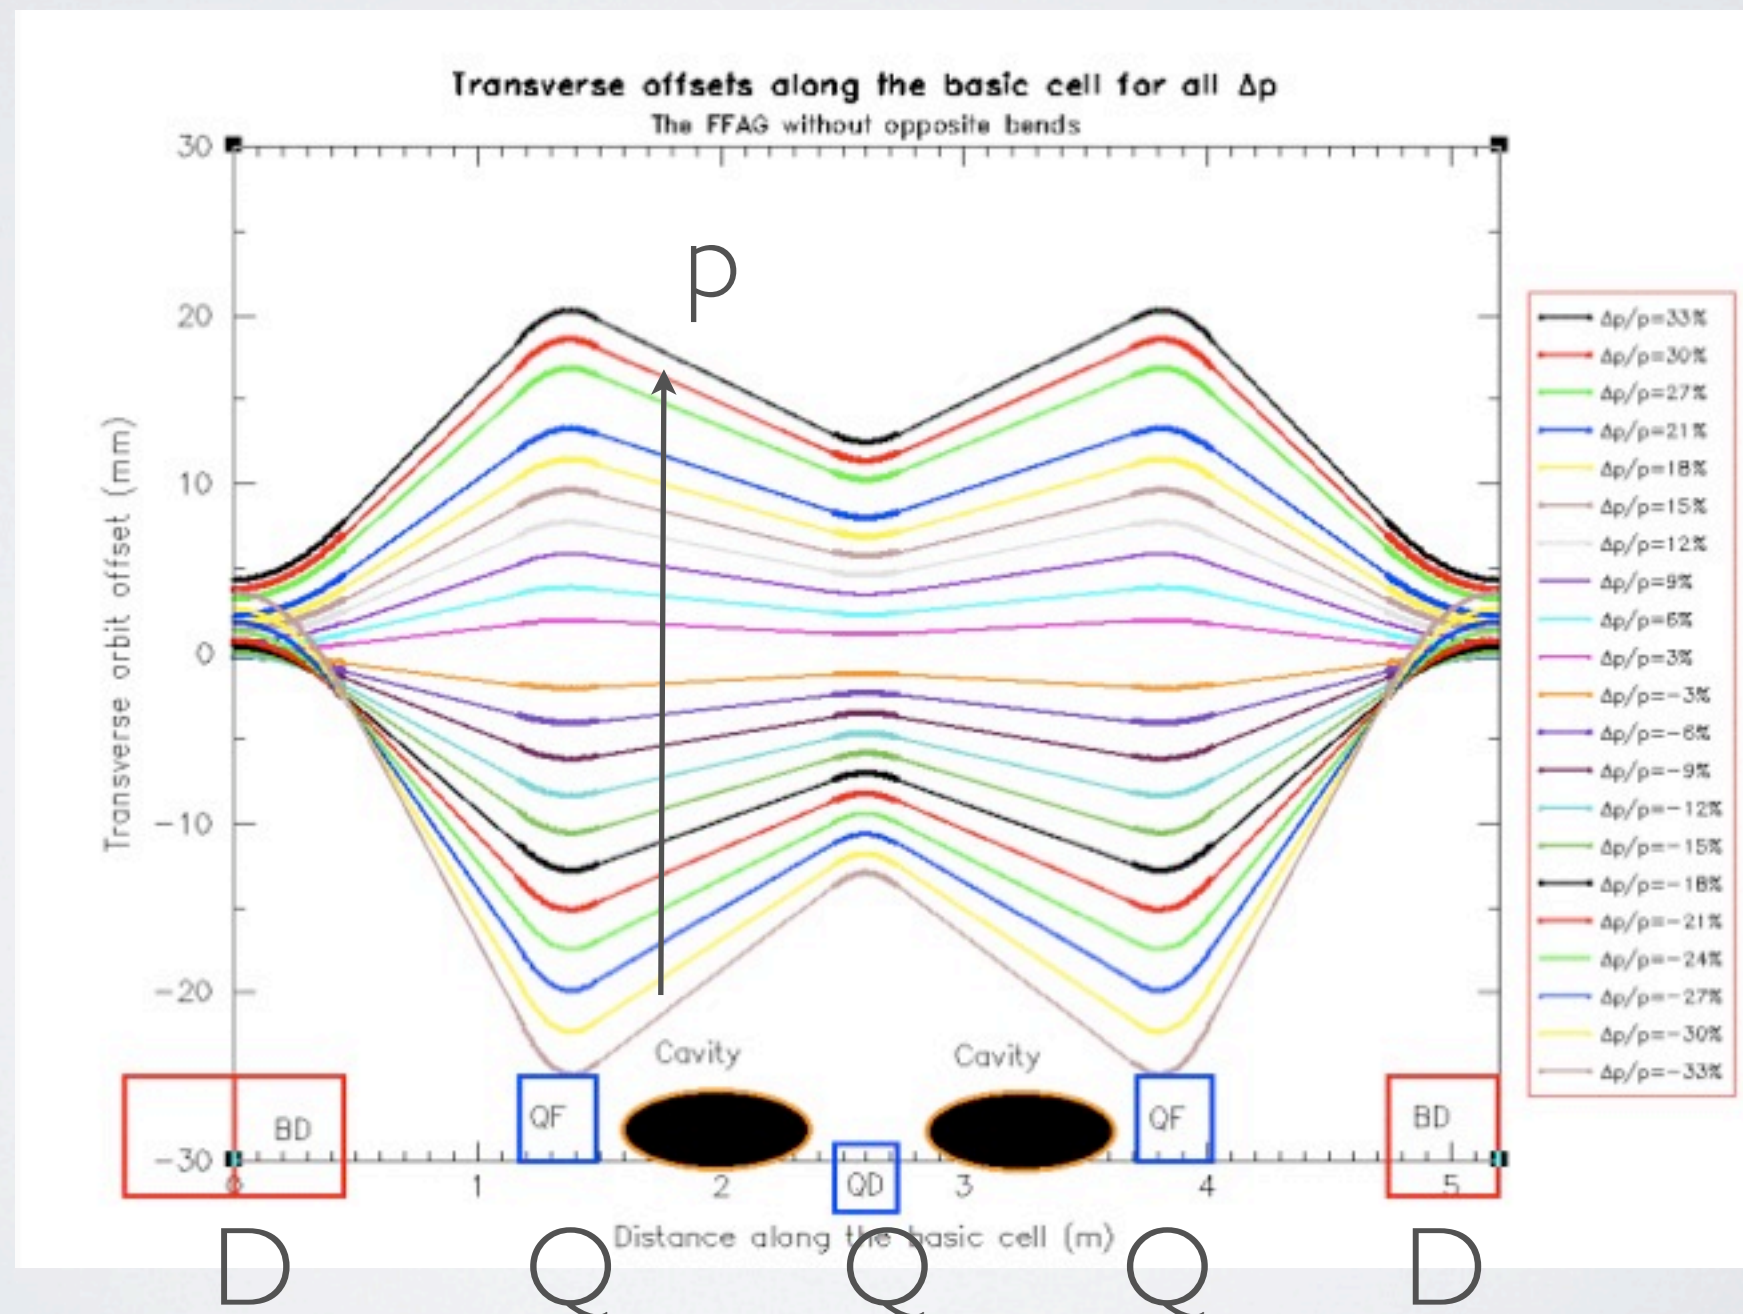 Transverse offsets along the basic cell for all Δp
The FFAG without opposite bends
30
20
10
0
−10
−20
−30
Transverse orbit offset (mm)
p
Δp/p=33%
Δp/p=30%
Δp/p=27%
Δp/p=21%
Δp/p=18%
Δp/p=15%
Δp/p=12%
Δp/p=9%
Δp/p=6%
Δp/p=3%
Δp/p=−3%
Δp/p=−6%
Δp/p=−9%
Δp/p=−12%
Δp/p=−15%
Δp/p=−18%
Δp/p=−21%
Δp/p=−24%
Δp/p=−27%
Δp/p=−30%
Δp/p=−33%
Cavity Cavity
BD QF QF BD
QD
0 1 2 3 4 5
Distance along the basic cell (m)
D Q Q Q D